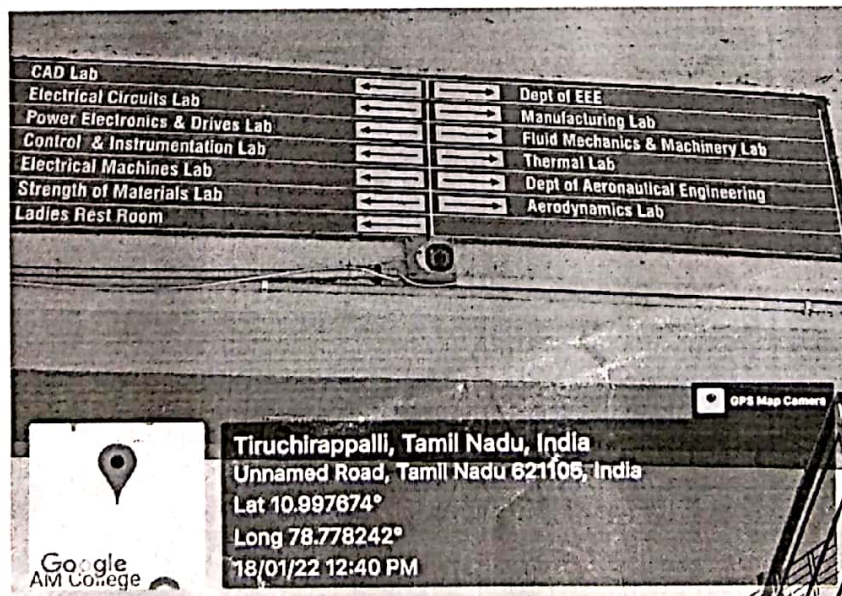 CAD Lab
Electrical Circuits Lab
Power Electronics & Drives Lab
Control & Instrumentation Lab
Electrical Machines Lab
Strength of Materials Lab
Ladies Rest Room
Dept of EEE
Manufacturing Lab
Fluid Mechanics & Machinery Lab
Thermal Lab
Dept of Aeronautical Engineering
Aerodynamics Lab
GPS Map Camera
Tiruchirappalli, Tamil Nadu, India
Unnamed Road, Tamil Nadu 621105, India
Lat 10.997674°
Long 78.778242°
18/01/22 12:40 PM
Google
AM College